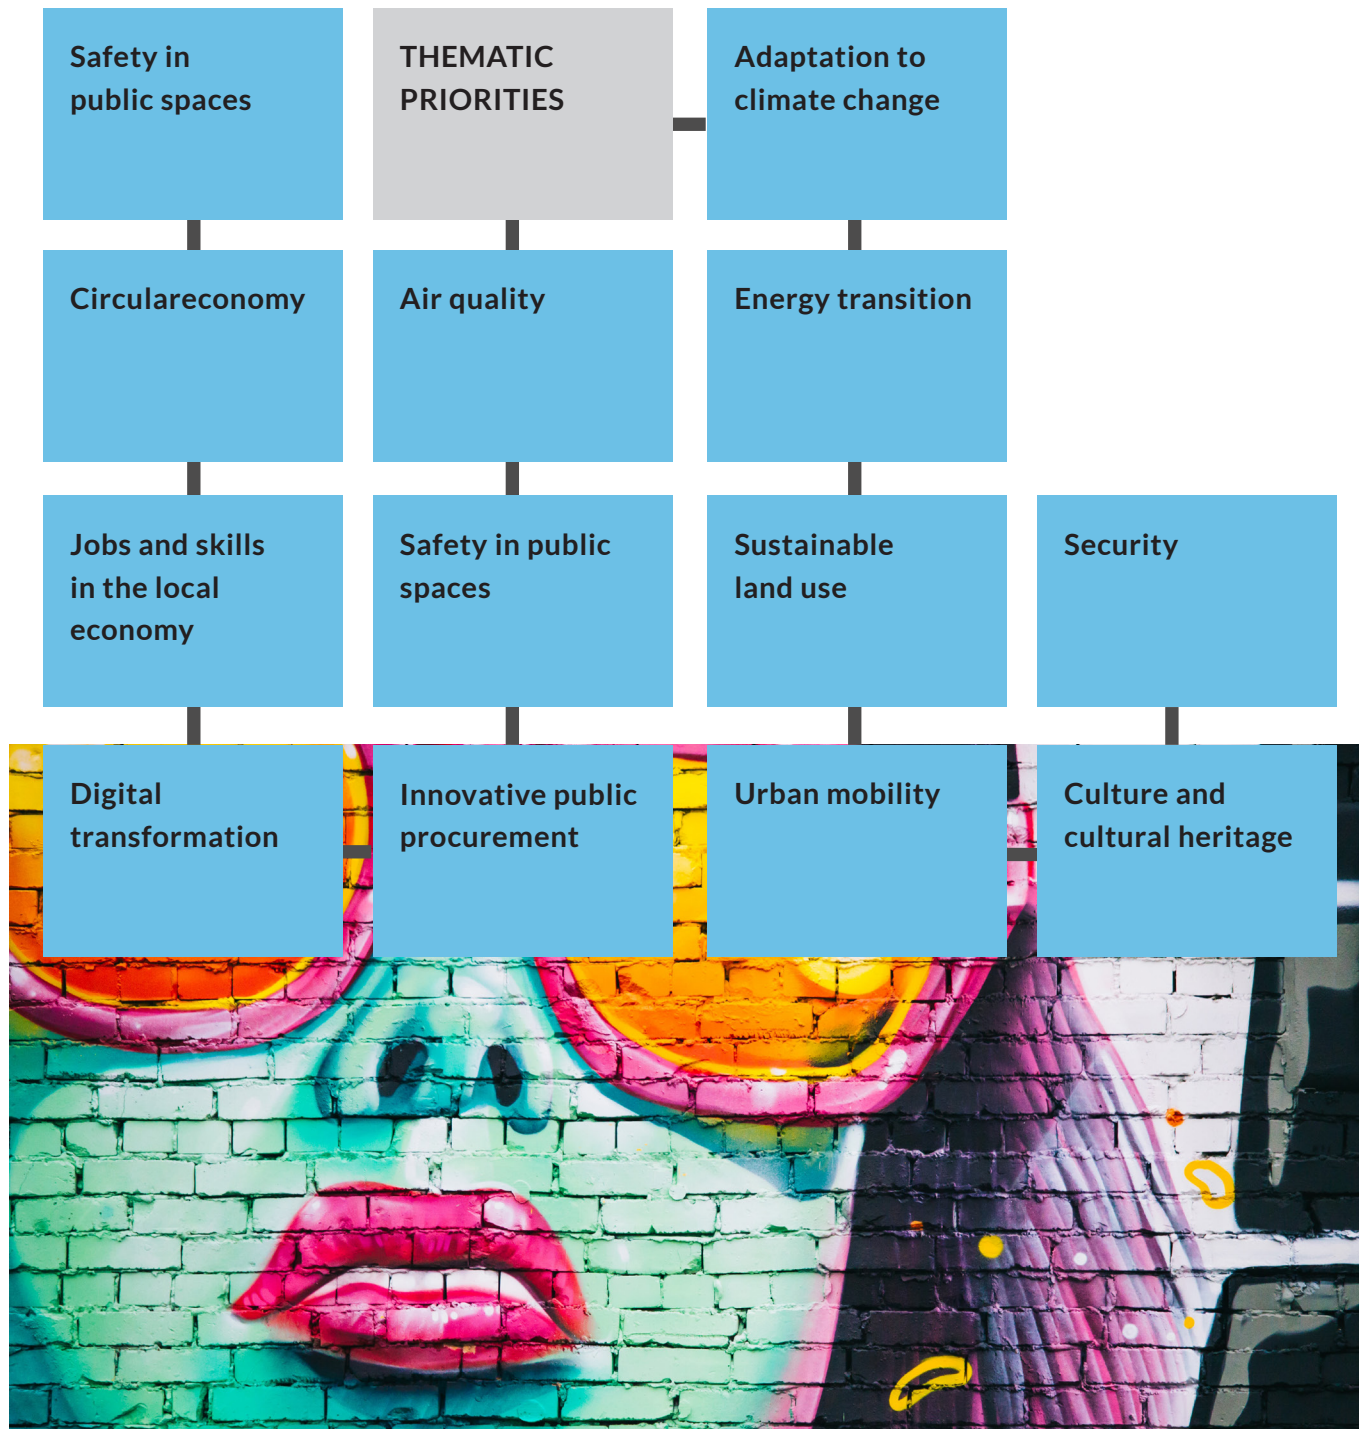 Safety in
public spaces
THEMATIC
PRIORITIES
Adaptation to
climate change
Circulareconomy
Air quality
Energy transition
Jobs and skills
in the local
economy
Safety in public
spaces
Sustainable
land use
Security
Digital
transformation
Innovative public
procurement
Urban mobility
Culture and
cultural heritage